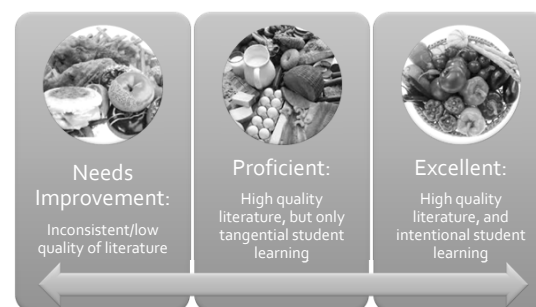 Needs
Improvement:
Inconsistent/low
quality of literature
Proficient:
High quality
literature, but only
tangential student
learning
Excellent:
High quality
literature, and
intentional student
learning